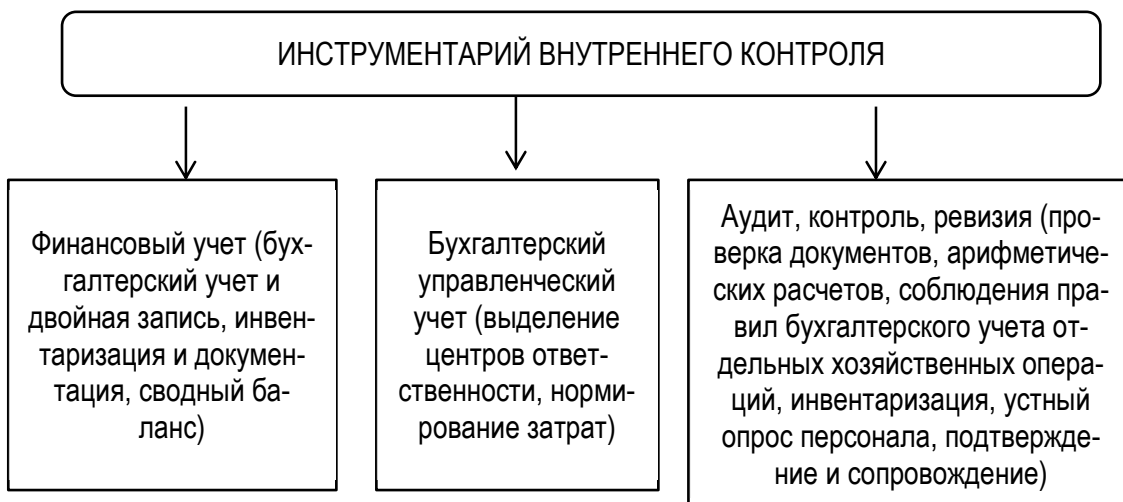 ИНСТРУМЕНТАРИЙ ВНУТРЕННЕГО КОНТРОЛЯ
Финансовый учет (бух-
галтерский учет и
двойная запись, инвен-
таризация и докумен-
тация, сводный ба-
ланс)
Бухгалтерский
управленческий
учет (выделение
центров ответ-
ственности, норми-
рование затрат)
Аудит, контроль, ревизия (про-
верка документов, арифметиче-
ских расчетов, соблюдения пра-
вил бухгалтерского учета от-
дельных хозяйственных опера-
ций, инвентаризация, устный
опрос персонала, подтвержде-
ние и сопровождение)